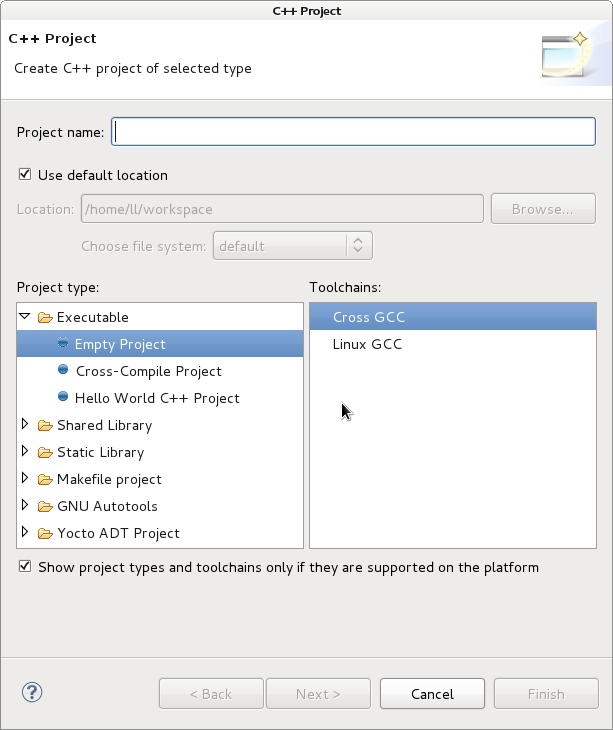 C++ Project
C++ Project
Create C++ project of selected type
Project name:
Use default location
Location: /home/ll/workspace Browse...
Choose file system: default
Project type: Toolchains:
Executable Cross GCC
Empty Project Linux GCC
Cross-Compile Project
Hello World C++ Project
Shared Library
Static Library
Makefile project
GNU Autotools
Yocto ADT Project
Show project types and toolchains only if they are supported on the platform
? < Back Next > Cancel Finish